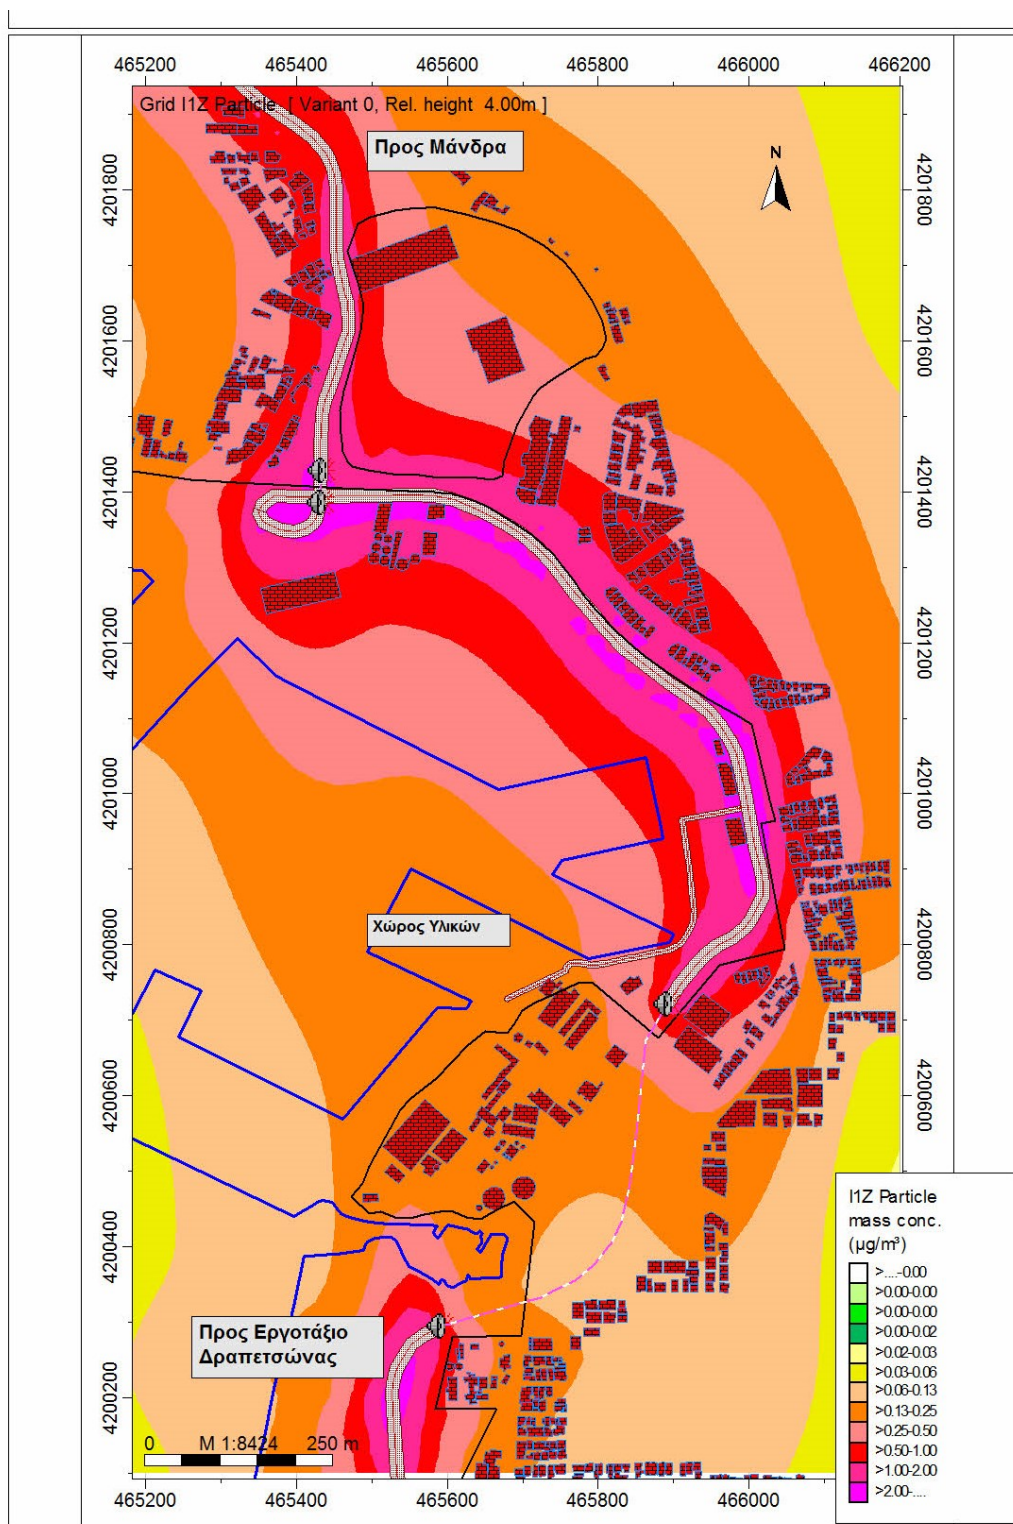 465200 465400 465600 465800 466000 466200
Grid I1Z Particle [ Variant 0, Rel. height 4.00m ]
Προς Μάνδρα
N
4201800 4201800
4201600 4201600
4201400 4201400
4201200 4201200
4201000 4201000
Χώρος Υλικών
4200800 4200800
4200600 4200600
4200400
4200200
Προς Εργοτάξιο
Δραπετσώνας
0 M 1:8424 250 m
465200 465400 465600 465800 466000
I1Z Particle
mass conc.
(µg/m³)
>....-0.00
>0.00-0.00
>0.00-0.00
>0.00-0.02
>0.02-0.03
>0.03-0.06
>0.06-0.13
>0.13-0.25
>0.25-0.50
>0.50-1.00
>1.00-2.00
>2.00-....